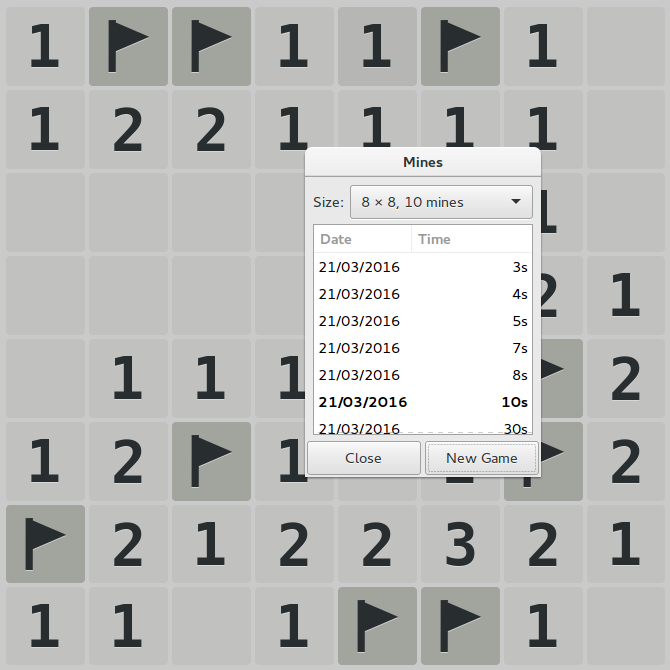 1 1 1 1
1 2 2 1 1 1 1
Mines
Size: 8 × 8, 10 mines
1
Date Time
21/03/2016 3s
21/03/2016 4s
2 1
21/03/2016 5s
21/03/2016 7s
1 1 1 21/03/2016 8s 2
21/03/2016 10s
21/03/2016 30s
1 2 1 Close New Game 2
2 1 2 2 3 2 1
1 1 1 1